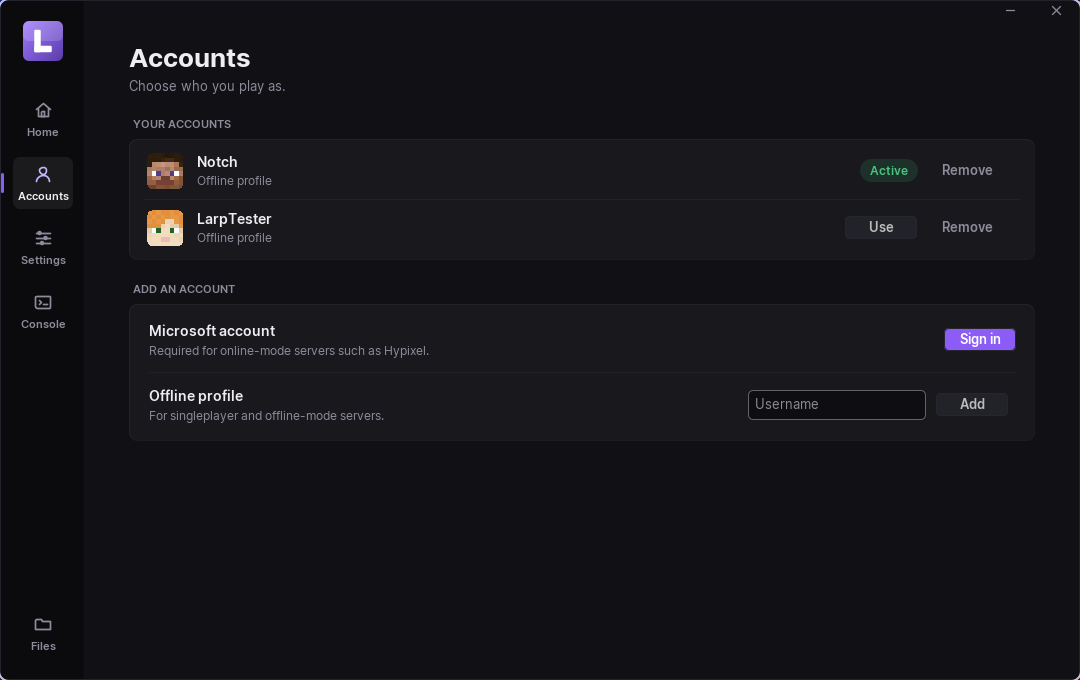 L
Home
Accounts
Settings
Console
Files
Accounts
Choose who you play as.
YOUR ACCOUNTS
Notch
Offline profile
Active
Remove
LarpTester
Offline profile
Use
Remove
ADD AN ACCOUNT
Microsoft account
Required for online-mode servers such as Hypixel.
Sign in
Offline profile
For singleplayer and offline-mode servers.
Username
Add